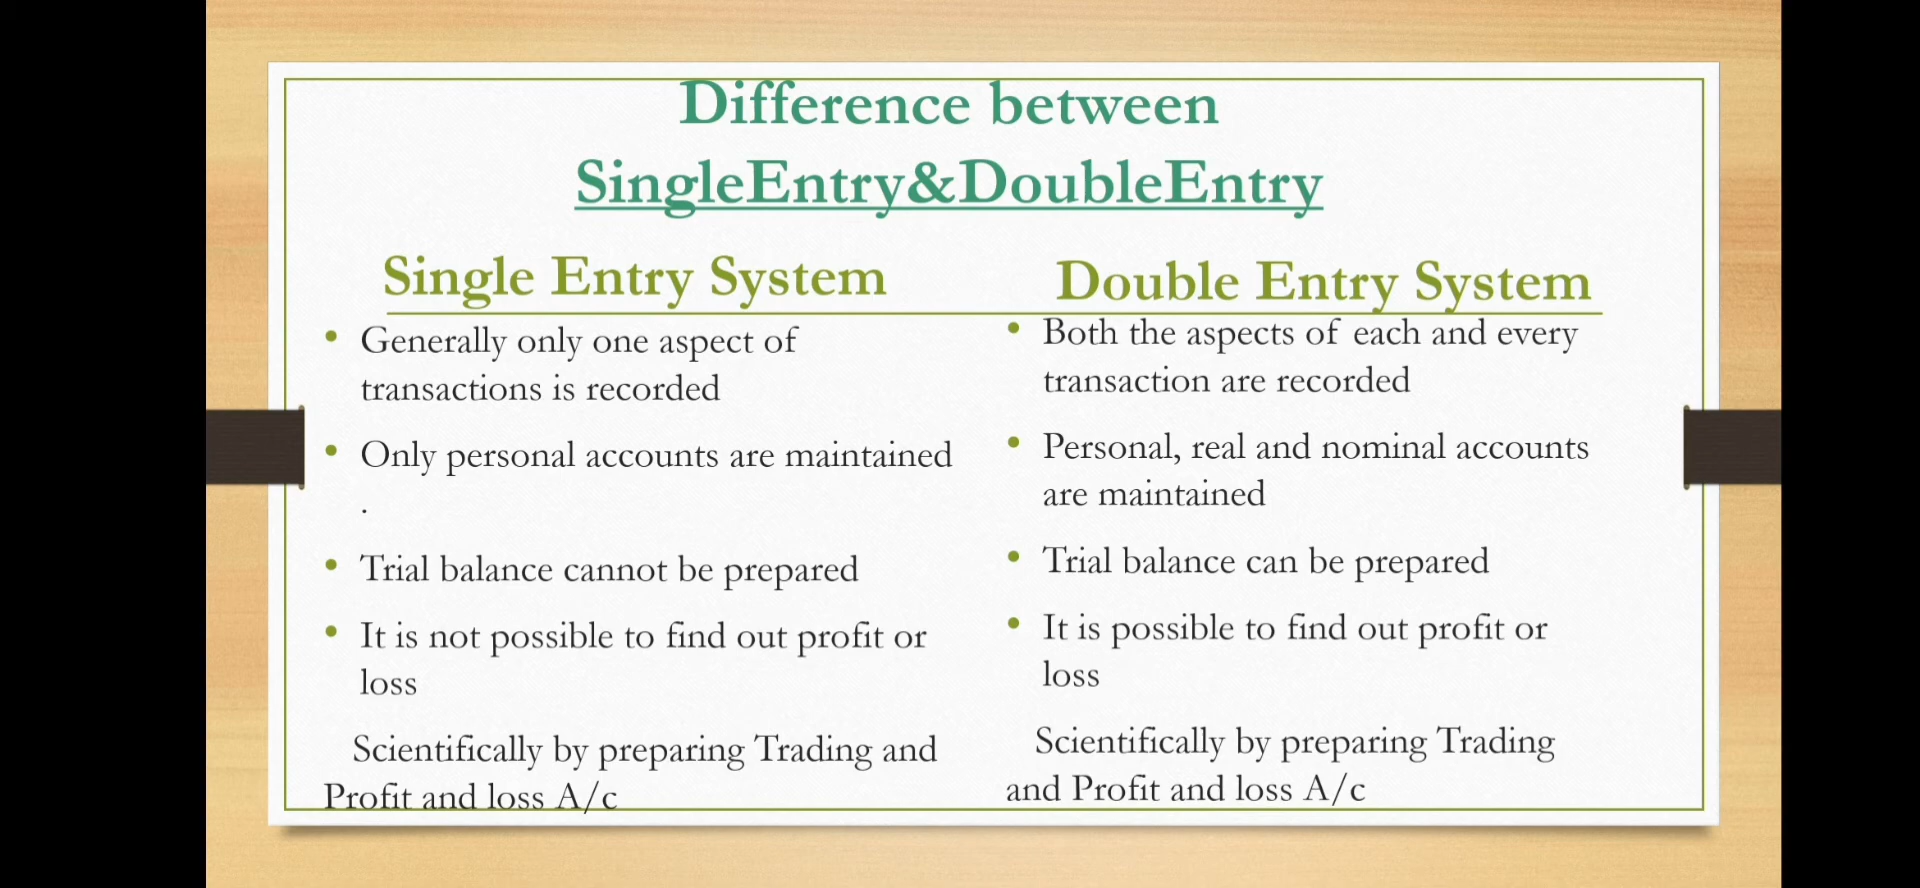 Difference between
SingleEntry&DoubleEntry
Single Entry System
• Generally only one aspect of
transactions is recorded
• Only personal accounts are maintained
.
• Trial balance cannot be prepared
• It is not possible to find out profit or
loss
Scientifically by preparing Trading and
Profit and loss A/c
Double Entry System
• Both the aspects of each and every
transaction are recorded
• Personal, real and nominal accounts
are maintained
• Trial balance can be prepared
• It is possible to find out profit or
loss
Scientifically by preparing Trading
and Profit and loss A/c